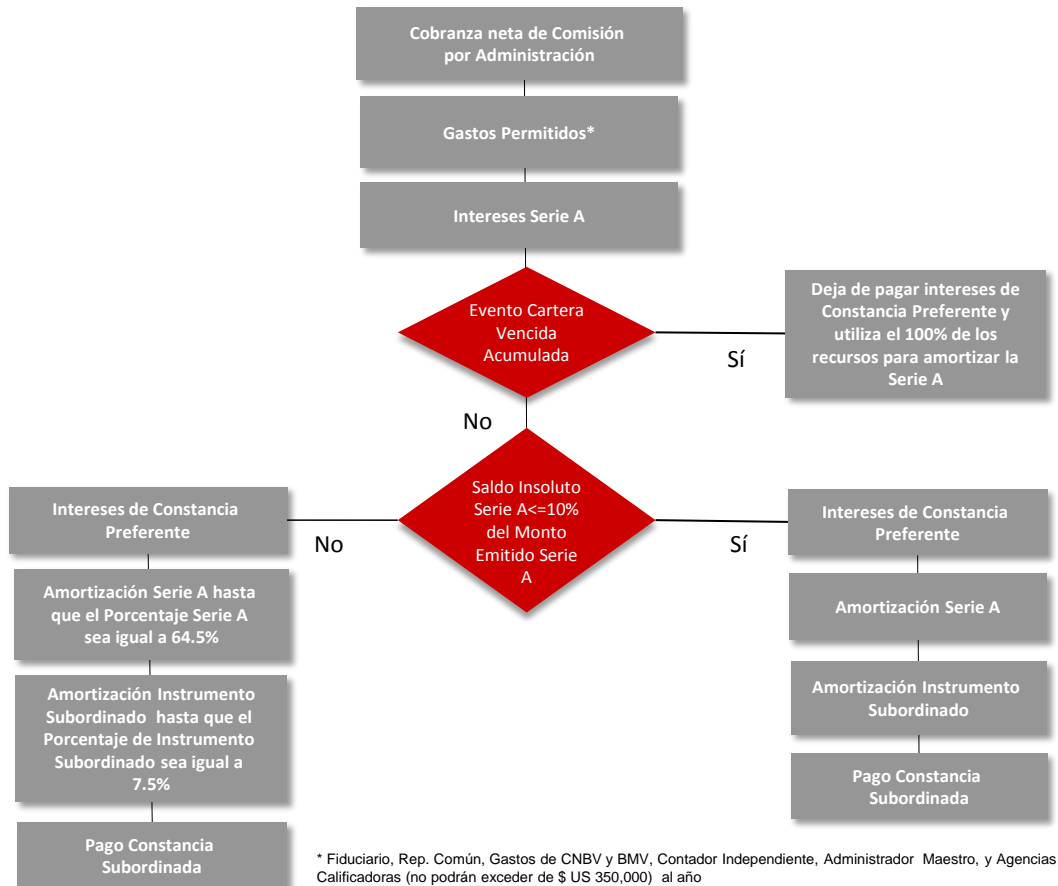 Cobranza neta de Comisión
por Administración
Gastos Permitidos*
Intereses Serie A
Evento Cartera
Vencida
Acumulada
Sí
Deja de pagar intereses de
Constancia Preferente y
utiliza el 100% de los
recursos para amortizar la
Serie A
No
Saldo Insoluto
Serie A<=10%
del Monto
Emitido Serie
A
No
Intereses de Constancia
Preferente
Amortización Serie A hasta
que el Porcentaje Serie A
sea igual a 64.5%
Amortización Instrumento
Subordinado hasta que el
Porcentaje de Instrumento
Subordinado sea igual a
7.5%
Pago Constancia
Subordinada
Sí
Intereses de Constancia
Preferente
Amortización Serie A
Amortización Instrumento
Subordinado
Pago Constancia
Subordinada
* Fiduciario, Rep. Común, Gastos de CNBV y BMV, Contador Independiente, Administrador Maestro, y Agencias
Calificadoras (no podrán exceder de $ US 350,000) al año